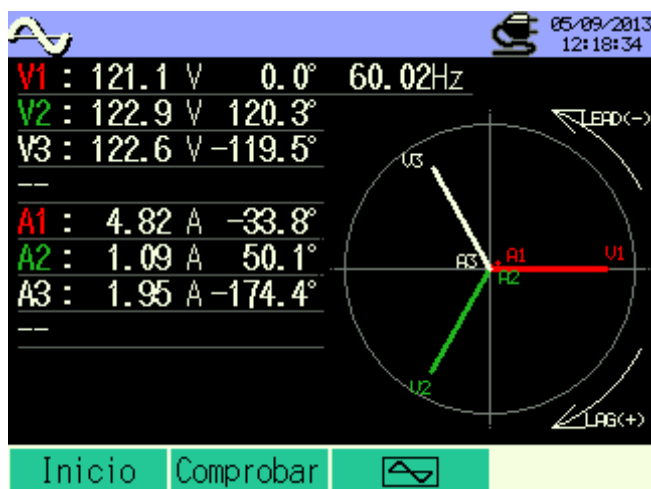 05/09/2013
12:18:34
V1 : 121.1 V 0.0° 60.02Hz
V2 : 122.9 V 120.3°
V3 : 122.6 V -119.5°
--
A1 : 4.82 A -33.8°
A2 : 1.09 A 50.1°
A3 : 1.95 A -174.4°
--
LEAD(-)
V3
A3
A1
V1
A2
V2
LAG(+)
Inicio Comprobar